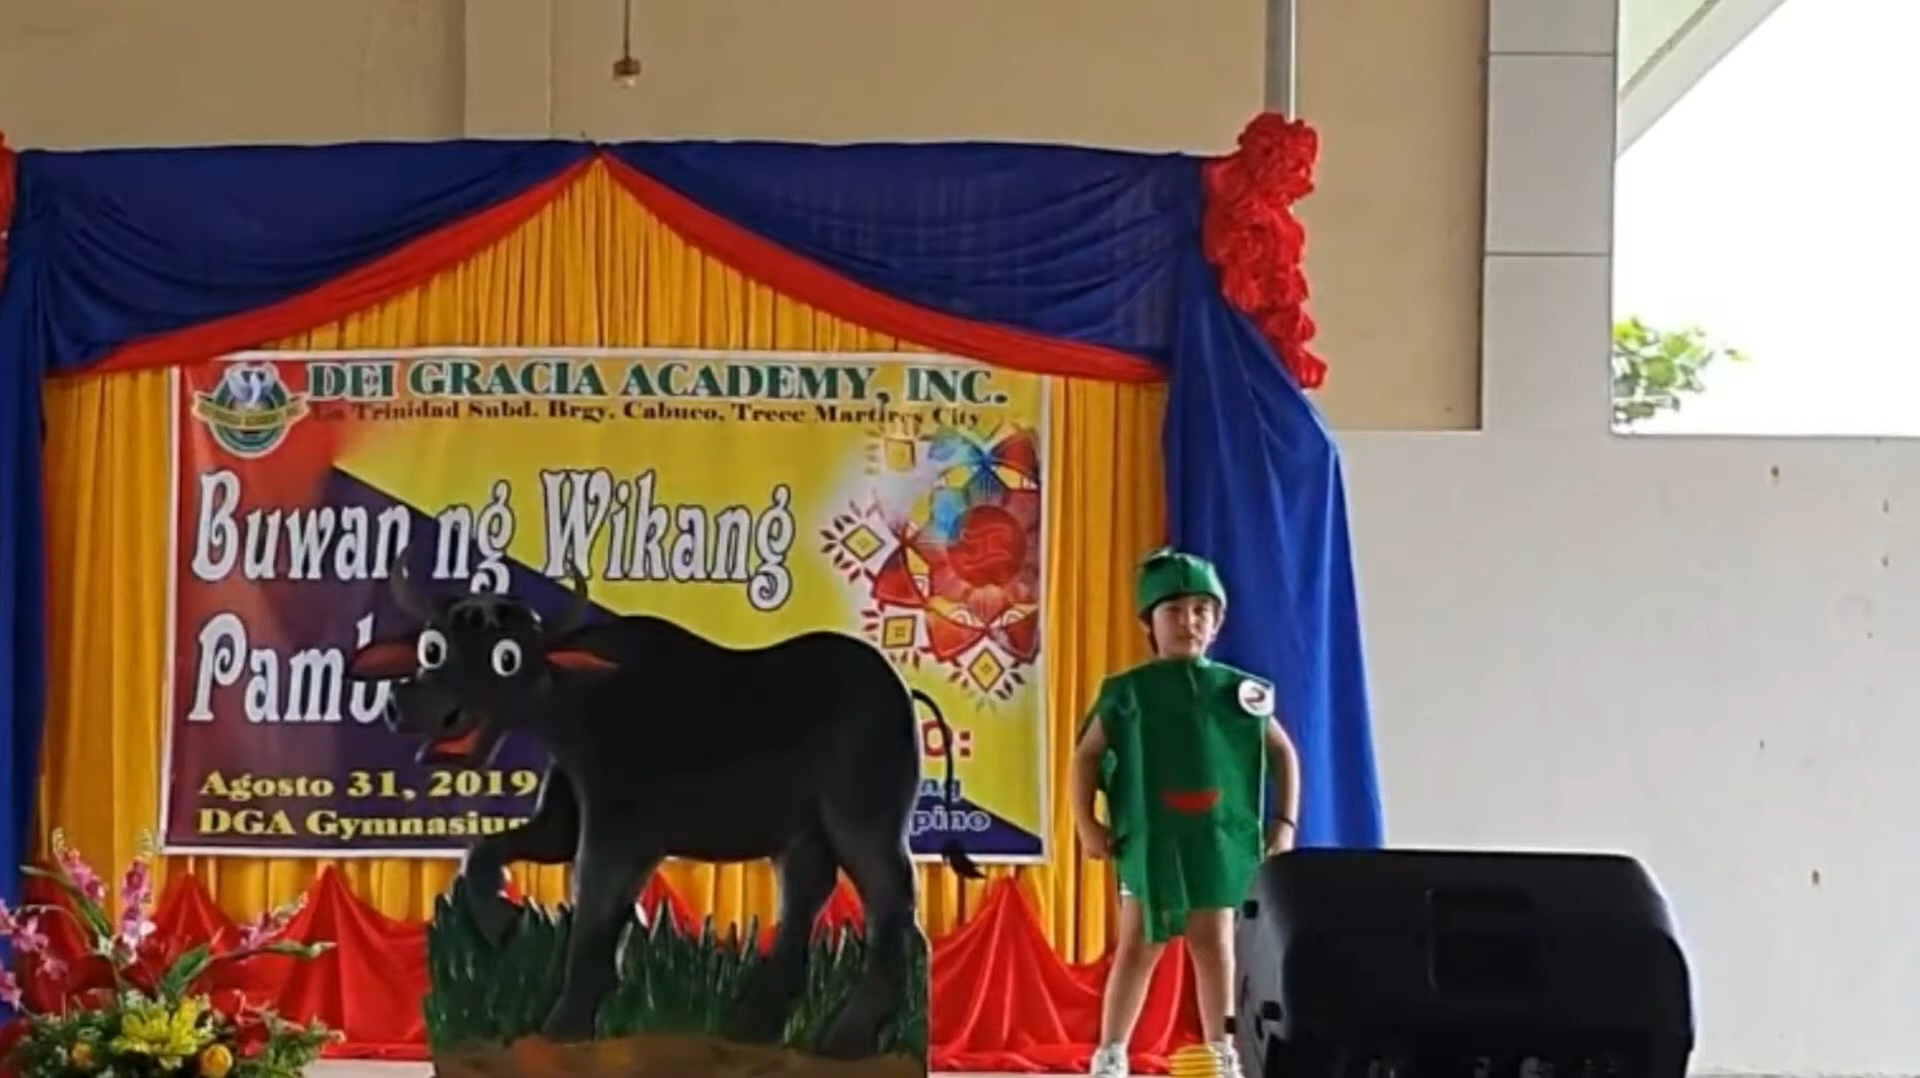 DEI GRACIA ACADEMY, INC.
La Trinidad Subd. Brgy. Cabuco, Trece Martires City
Buwan ng Wikang
Agosto 31, 2019
DGA
2